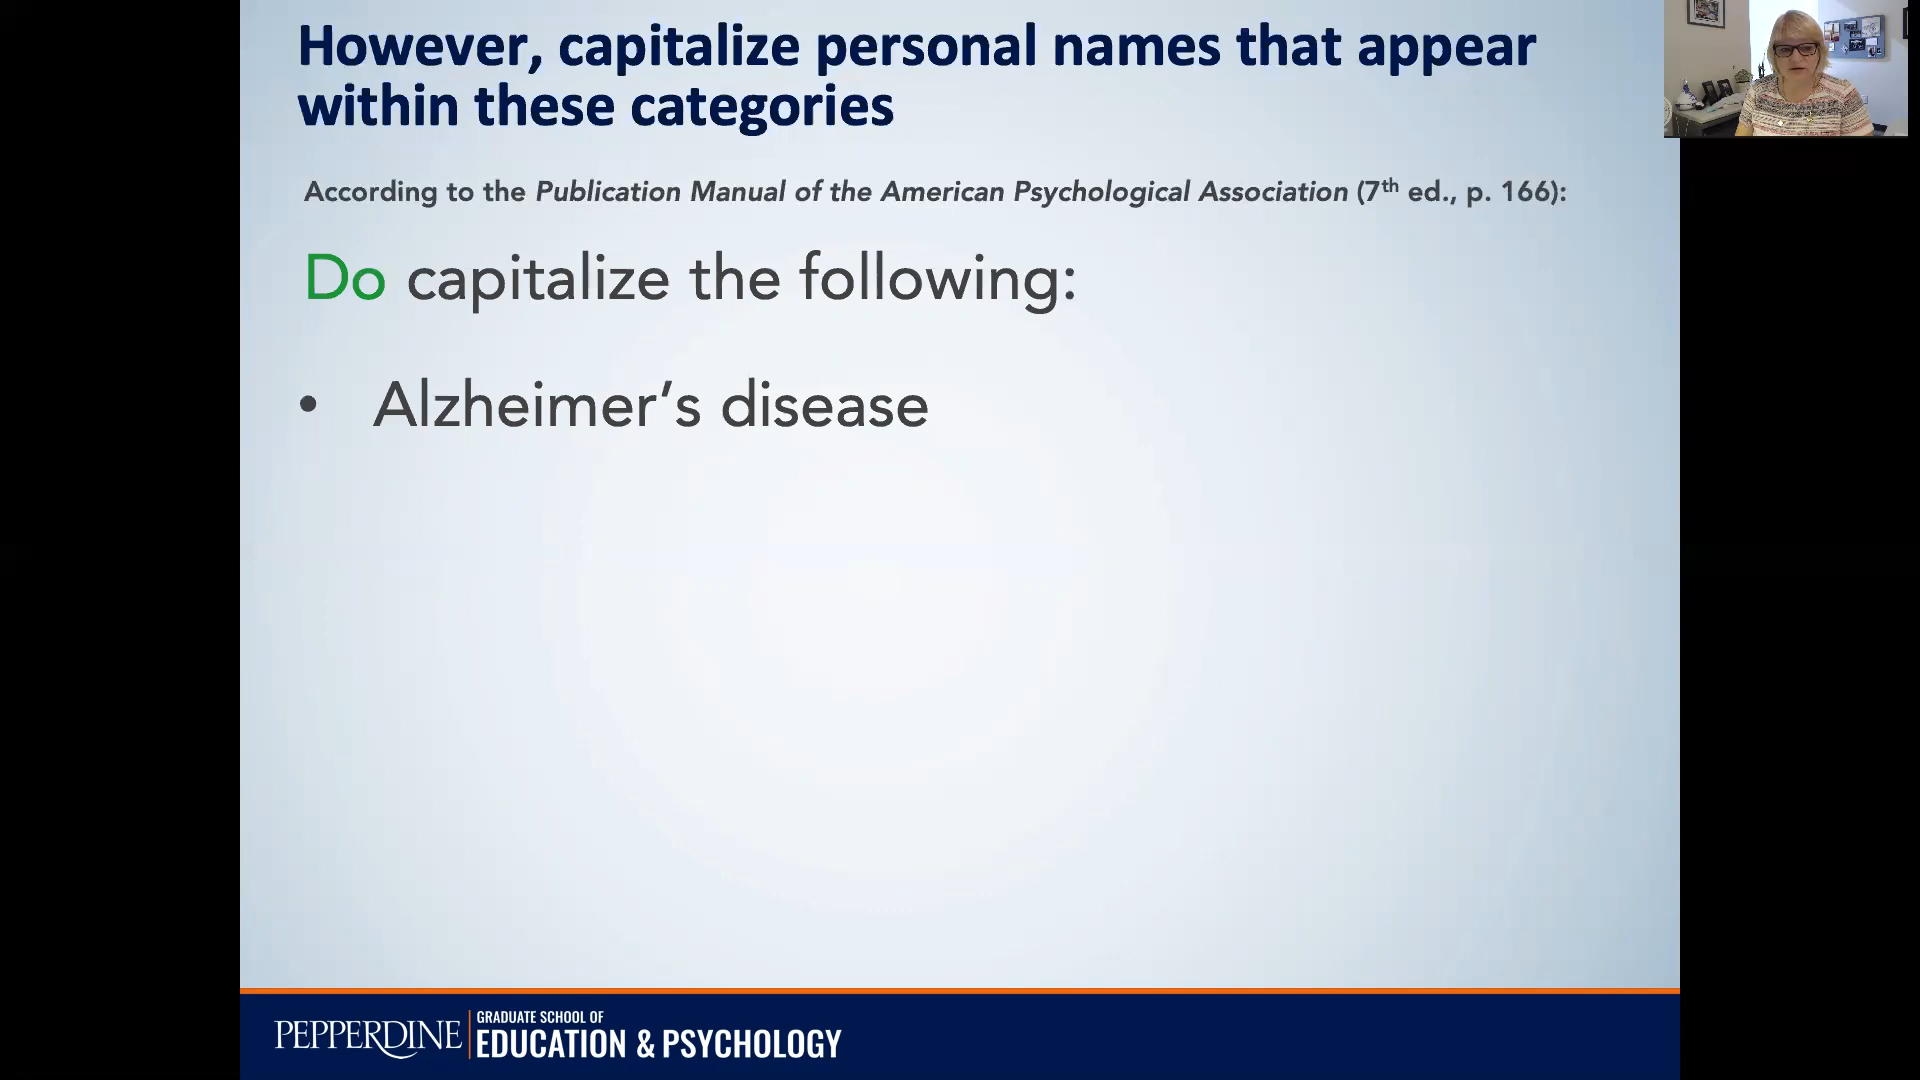 However, capitalize personal names that appear
within these categories
According to the Publication Manual of the American Psychological Association (7th ed., p. 166):
Do capitalize the following:
• Alzheimer’s disease
PEPPERDINE
GRADUATE SCHOOL OF
EDUCATION & PSYCHOLOGY